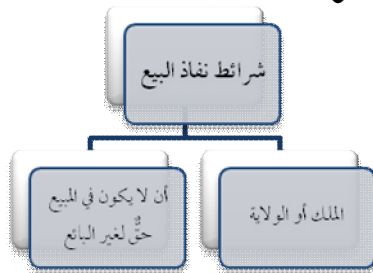 شرائط نفاذ البيع
الملك أو الولاية
أن لا يكون في المبيع
حقٌّ لغير البائع